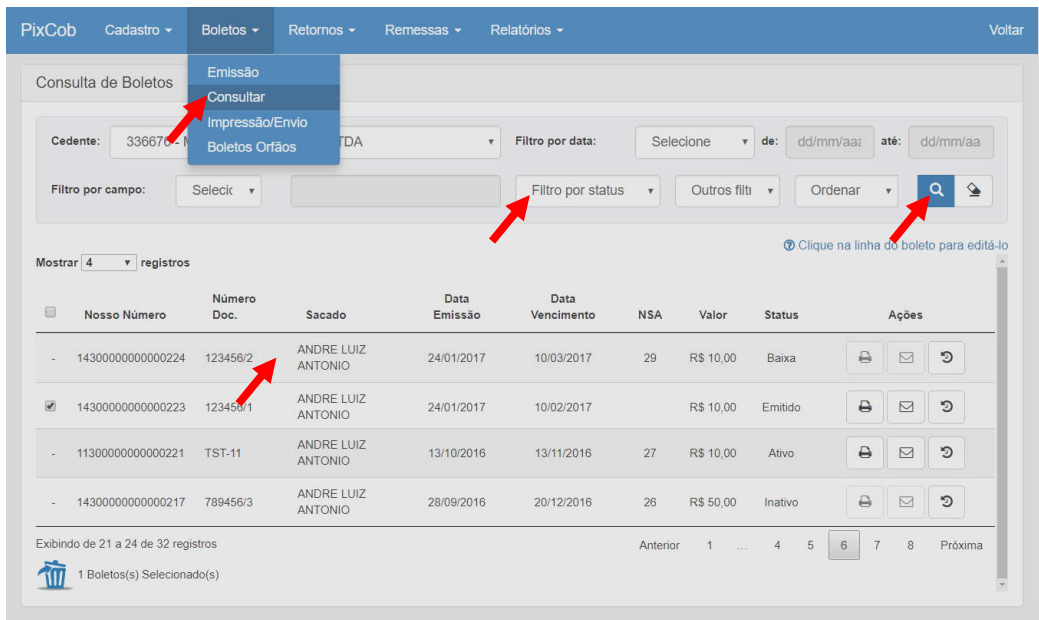 PixCob Cadastro Boletos Retornos Remessas Relatórios Voltar
Emissão
Consultar
Impressão/Envio
Boletos Orfãos
Consulta de Boletos
Cedente: 336676 - TDA Filtro por data: Selecione de: dd/mm/aaa até: dd/mm/aa
Filtro por campo: Selecic Filtro por status Outros filtı Ordenar
Clique na linha do boleto para editá-lo
Mostrar 4 registros
Nosso Número Número Doc. Sacado Data Emissão Data Vencimento NSA Valor Status Ações
- 14300000000000224 123456/2 ANDRE LUIZ ANTONIO 24/01/2017 10/03/2017 29 R$ 10,00 Baixa
14300000000000223 123456/1 ANDRE LUIZ ANTONIO 24/01/2017 10/02/2017 R$ 10,00 Emitido
- 11300000000000221 TST-11 ANDRE LUIZ ANTONIO 13/10/2016 13/11/2016 27 R$ 10,00 Ativo
- 14300000000000217 789456/3 ANDRE LUIZ ANTONIO 28/09/2016 20/12/2016 26 R$ 50,00 Inativo
Exibindo de 21 a 24 de 32 registros
Anterior 1 ... 4 5 6 7 8 Próxima
1 Boletos(s) Selecionado(s)